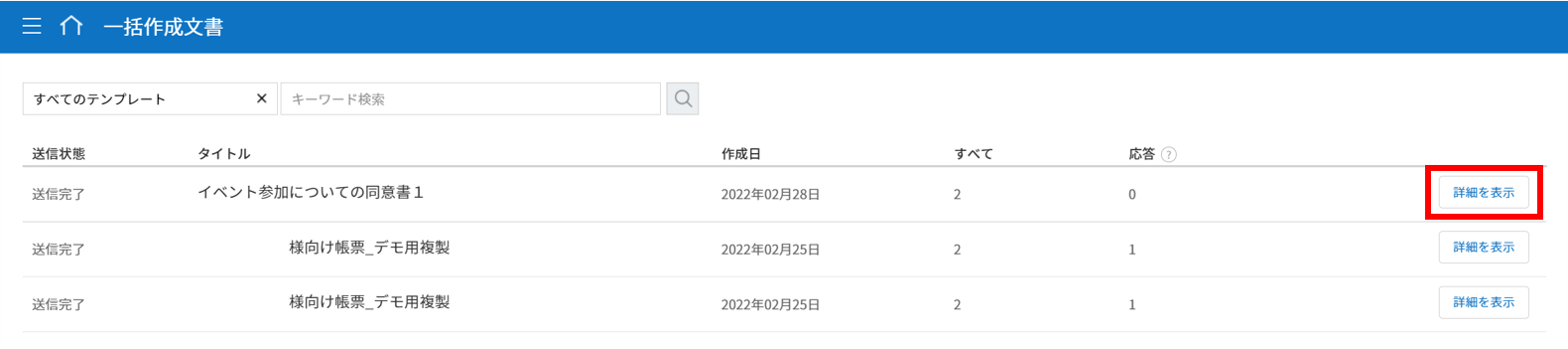 一括作成文書
すべてのテンプレート × キーワード検索
送信状態 タイトル 作成日 すべて 応答 ?
送信完了 イベント参加についての同意書１ 2022年02月28日 2 0 詳細を表示
送信完了 様向け帳票_デモ用複製 2022年02月25日 2 1 詳細を表示
送信完了 様向け帳票_デモ用複製 2022年02月25日 2 1 詳細を表示